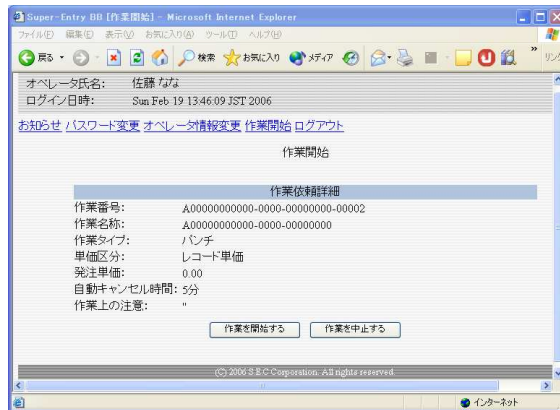 Super-Entry BB [作業開始] - Microsoft Internet Explorer
ファイル(F) 編集(E) 表示(V) お気に入り(A) ツール(T) ヘルプ(H)
戻る 検索 お気に入り メディア » リンク
オペレータ氏名: 佐藤 なな
ログイン日時: Sun Feb 19 13:46:09 JST 2006
お知らせ パスワード変更 オペレータ情報変更 作業開始 ログアウト
作業開始
作業依頼詳細
作業番号: A00000000000-0000-00000000-00002
作業名称: A00000000000-0000-00000000
作業タイプ: パンチ
単価区分: レコード単価
発注単価: 0.00
自動キャンセル時間: 5分
作業上の注意: "
作業を開始する 作業を中止する
(C) 2006 S E C Corporation. All rights reserved.
インターネット